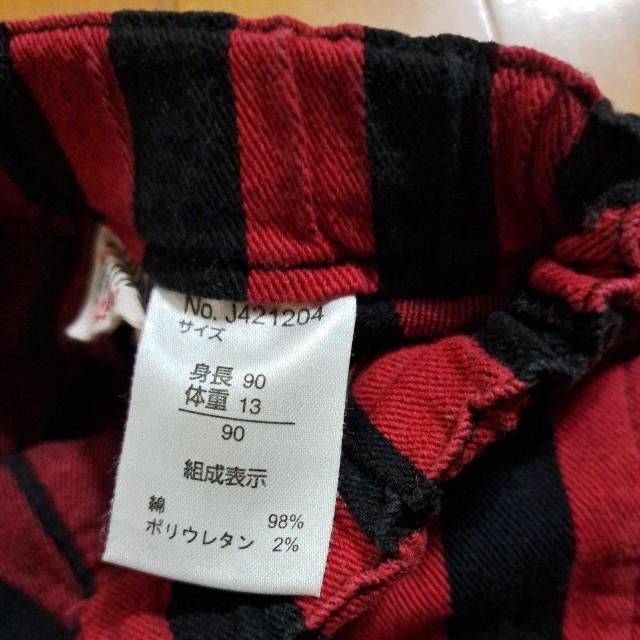 No. J421204
サイズ
身長 90
体重 13
90
組成表示
綿 98%
ポリウレタン 2%